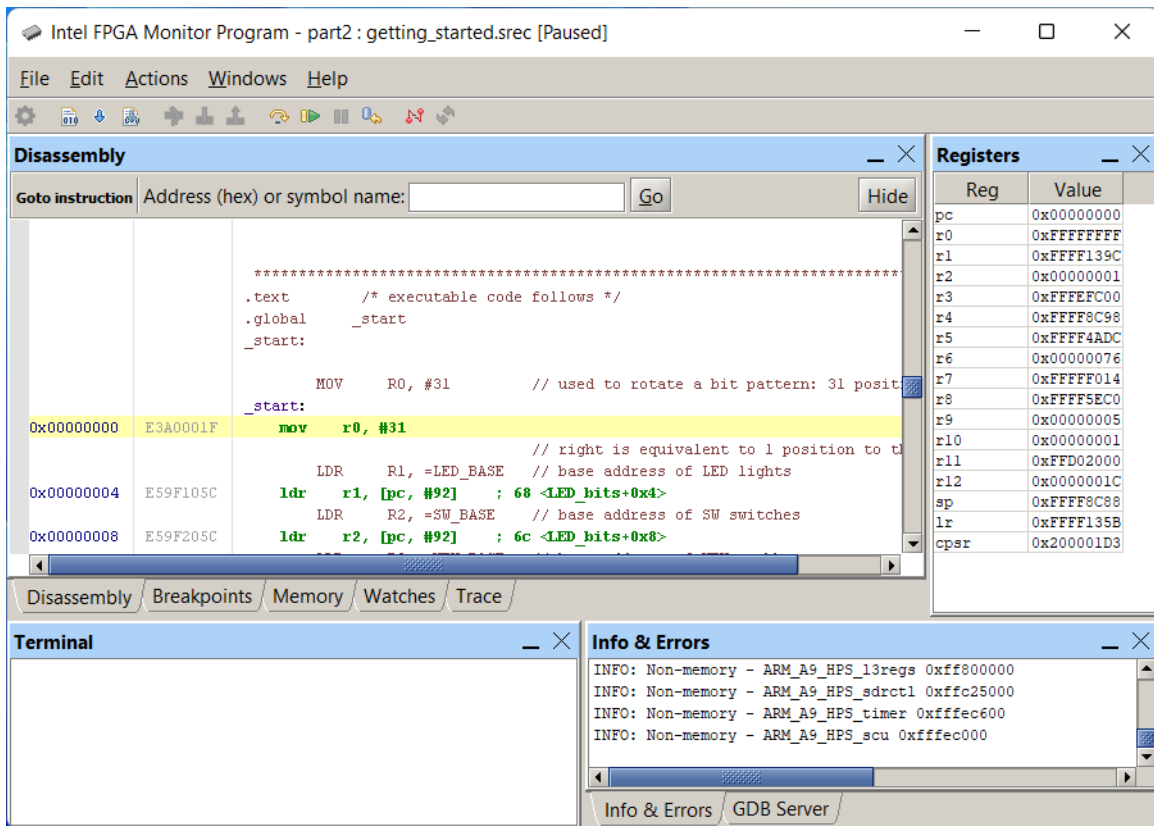 Intel FPGA Monitor Program - part2 : getting_started.srec [Paused]
File Edit Actions Windows Help
Disassembly
Goto instruction Address (hex) or symbol name: Go Hide
******************************************************************************
.text /* executable code follows */
.global _start
_start:
MOV R0, #31 // used to rotate a bit pattern: 31 posit
_start:
0x00000000 E3A0001F mov r0, #31
// right is equivalent to 1 position to t
LDR R1, =LED_BASE // base address of LED lights
0x00000004 E59F105C ldr r1, [pc, #92] ; 68 <LED_bits+0x4>
LDR R2, =SW_BASE // base address of SW switches
0x00000008 E59F205C ldr r2, [pc, #92] ; 6c <LED_bits+0x8>
Disassembly Breakpoints Memory Watches Trace
Registers
Reg Value
pc 0x00000000
r0 0xFFFFFFFF
r1 0xFFFF139C
r2 0x00000001
r3 0xFFFEFC00
r4 0xFFFF8C98
r5 0xFFFF4ADC
r6 0x00000076
r7 0xFFFFF014
r8 0xFFFF5EC0
r9 0x00000005
r10 0x00000001
r11 0xFFD02000
r12 0x0000001C
sp 0xFFFF8C88
lr 0xFFFF135B
cpsr 0x200001D3
Terminal
Info & Errors
INFO: Non-memory - ARM_A9_HPS_l3regs 0xff800000
INFO: Non-memory - ARM_A9_HPS_sdrctl 0xffc25000
INFO: Non-memory - ARM_A9_HPS_timer 0xfffec600
INFO: Non-memory - ARM_A9_HPS_scu 0xfffec000
Info & Errors GDB Server